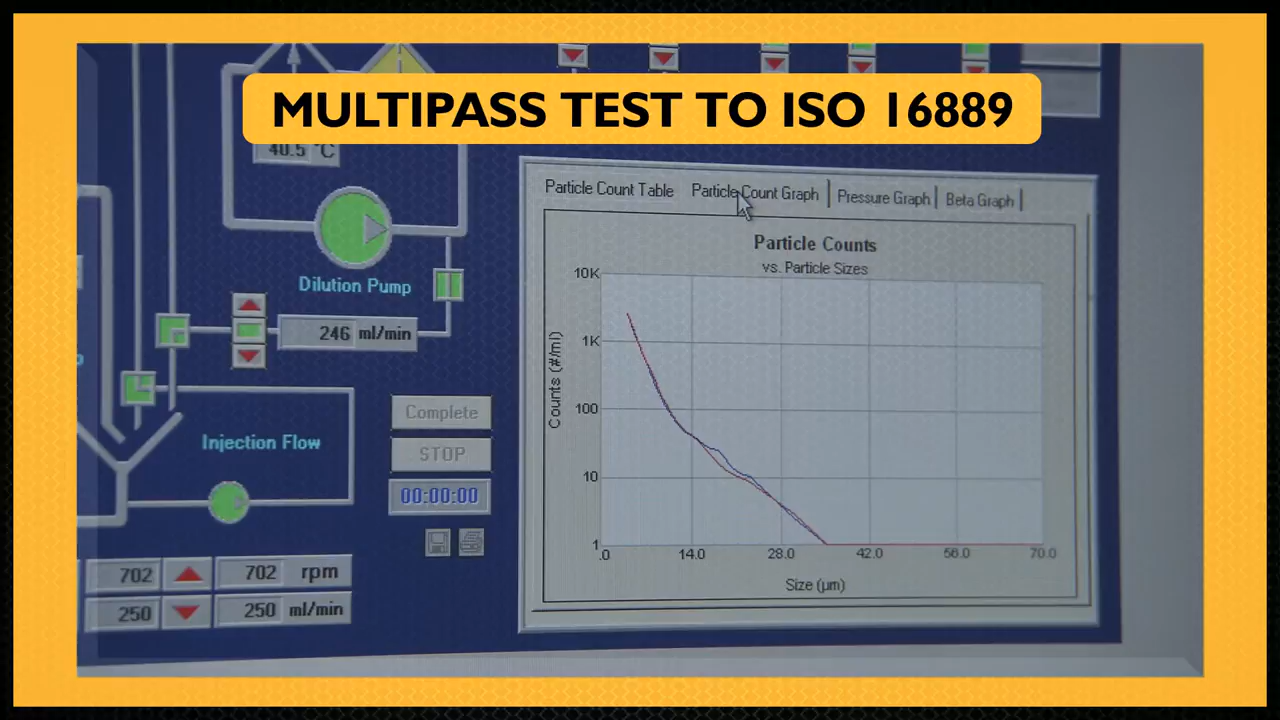 MULTIPASS TEST TO ISO 16889
40.5 °C
Dilution Pump
246 ml/min
Injection Flow
Complete
STOP
00:00:00
702 702 rpm
250 250 ml/min
Particle Count Table Particle Count Graph Pressure Graph Beta Graph
Particle Counts
vs. Particle Sizes
Counts (#/ml)
10K
1K
100
10
1
.0 14.0 28.0 42.0 56.0 70.0
Size (µm)